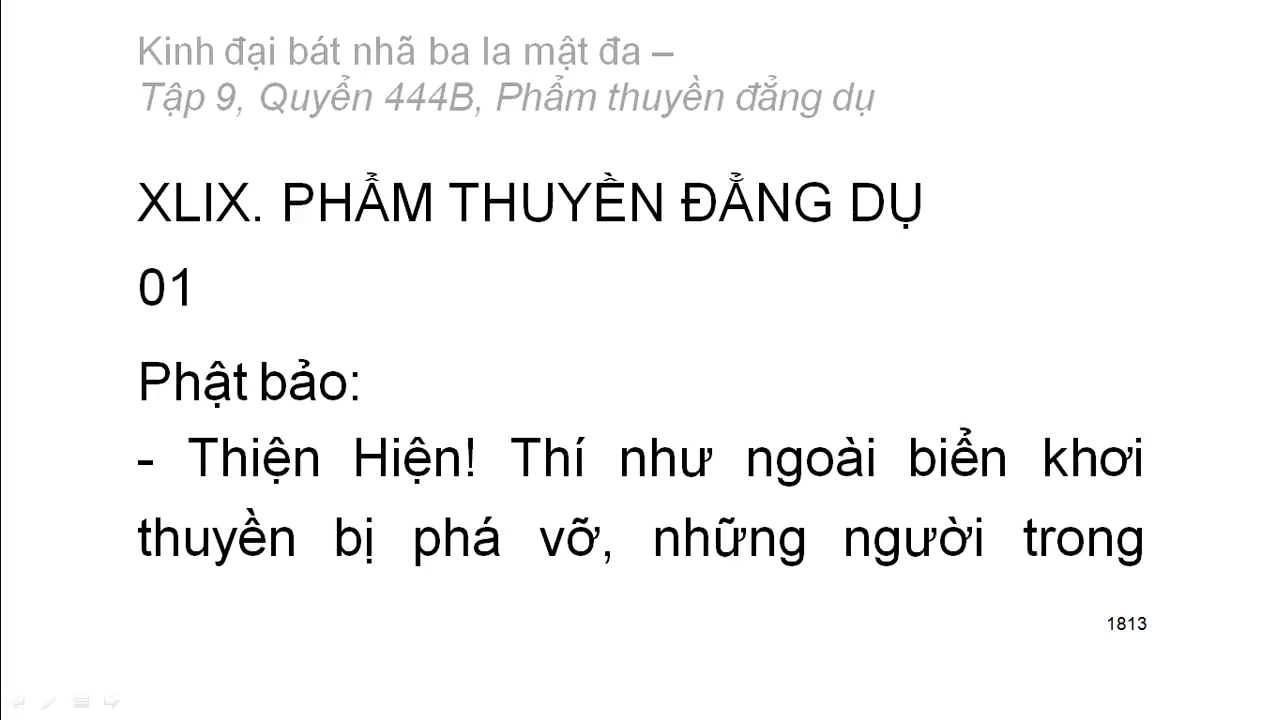 Kinh đại bát nhã ba la mật đa –
Tập 9, Quyển 444B, Phẩm thuyền đẳng dụ
XLIX. PHẨM THUYỀN ĐẲNG DỤ
01
Phật bảo:
- Thiện Hiện! Thí như ngoài biển khơi
thuyền bị phá vỡ, những người trong
1813